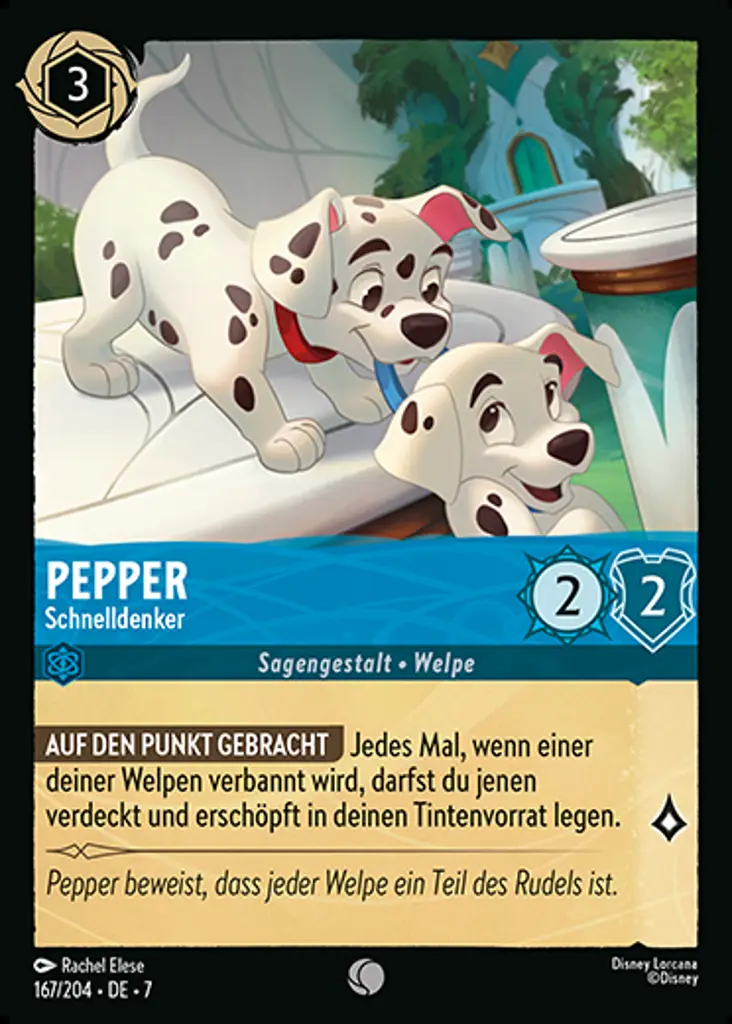 3
PEPPER
Schnelldenker
2
2
Sagengestalt • Welpe
AUF DEN PUNKT GEBRACHT Jedes Mal, wenn einer
deiner Welpen verbannt wird, darfst du jenen
verdeckt und erschöpft in deinen Tintenvorrat legen.
Pepper beweist, dass jeder Welpe ein Teil des Rudels ist.
Rachel Elese
167/204 • DE • 7
Disney Lorcana
©Disney